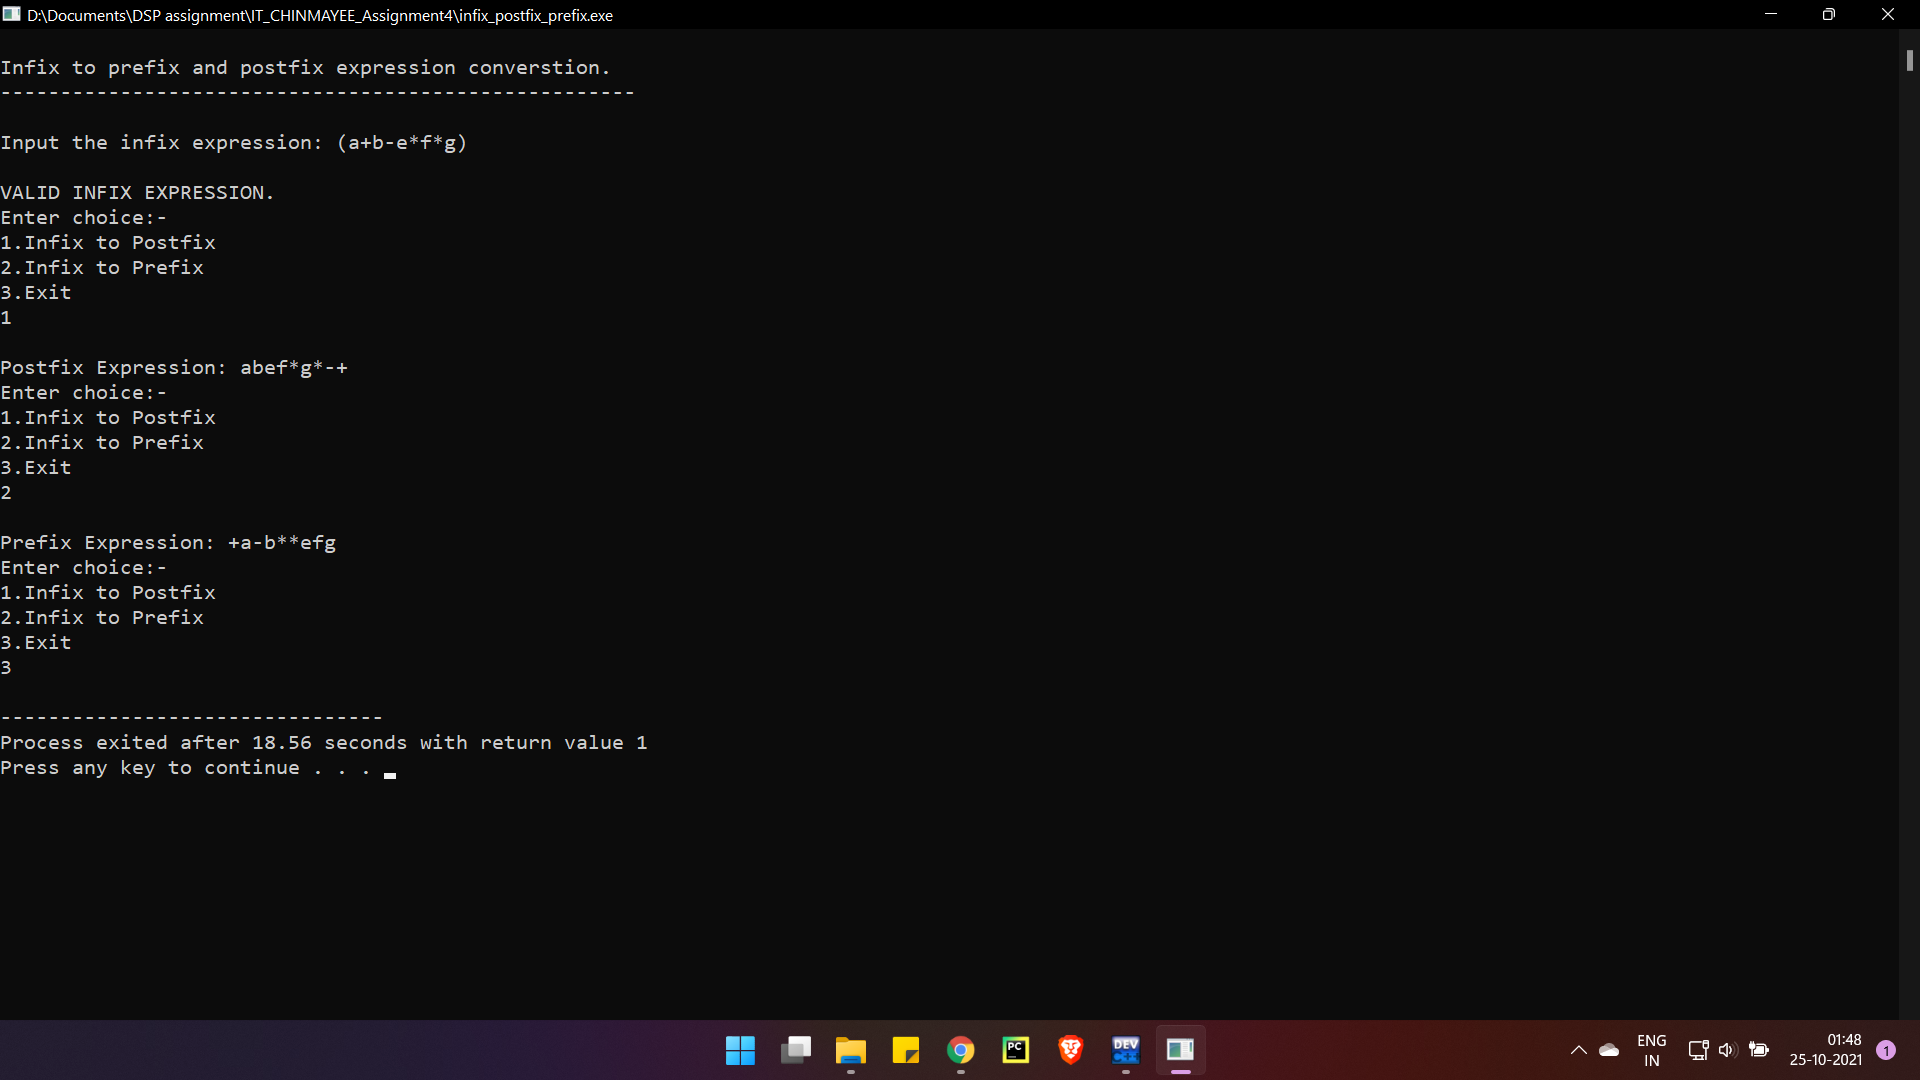 D:\Documents\DSP assignment\IT_CHINMAYEE_Assignment4\infix_postfix_prefix.exe
Infix to prefix and postfix expression converstion.
-----------------------------------------------------
Input the infix expression: (a+b-e*f*g)
VALID INFIX EXPRESSION.
Enter choice:-
1.Infix to Postfix
2.Infix to Prefix
3.Exit
1
Postfix Expression: abef*g*-+
Enter choice:-
1.Infix to Postfix
2.Infix to Prefix
3.Exit
2
Prefix Expression: +a-b**efg
Enter choice:-
1.Infix to Postfix
2.Infix to Prefix
3.Exit
3
--------------------------------
Process exited after 18.56 seconds with return value 1
Press any key to continue . . .
PC
DEV
C++
ENG
IN
01:48
25-10-2021
1